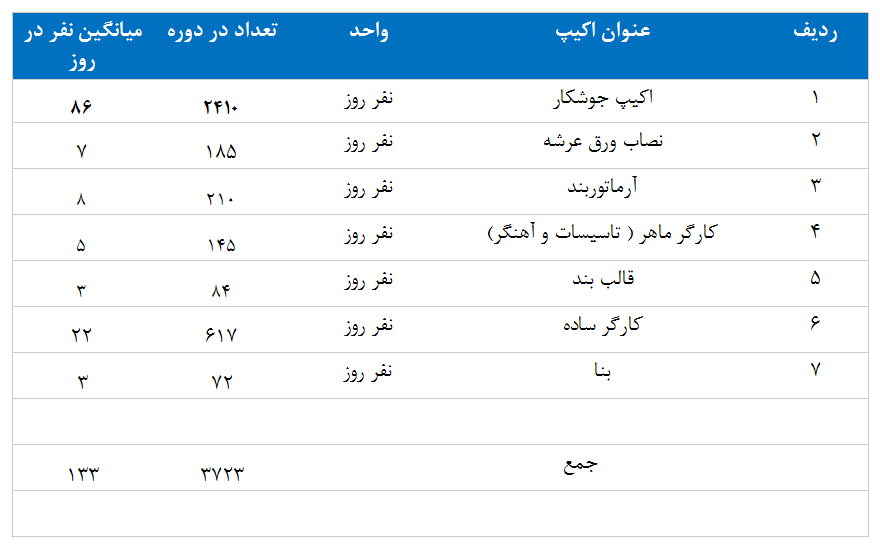 ردیف عنوان اکیپ واحد تعداد در دوره میانگین نفر در
روز
۱ اکیپ جوشکار نفر روز ۲۴۱۰ ۸۶
۲ نصاب ورق عرشه نفر روز ۱۸۵ ۷
۳ آرماتوربند نفر روز ۲۱۰ ۸
۴ کارگر ماهر ( تاسیسات و آهنگر) نفر روز ۱۴۵ ۵
۵ قالب بند نفر روز ۸۴ ۳
۶ کارگر ساده نفر روز ۶۱۷ ۲۲
۷ بنا نفر روز ۷۲ ۳
جمع ۳۷۲۳ ۱۳۳